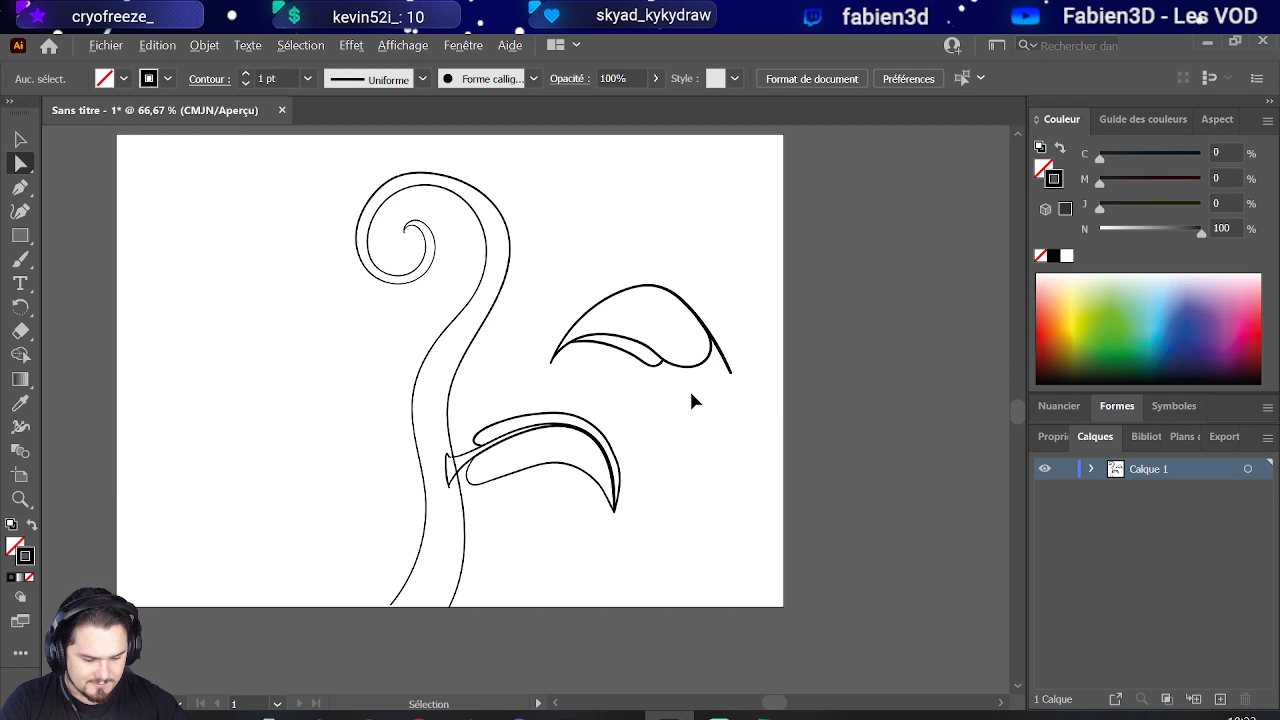 cryofreeze_
kevin52i_: 10
skyad_kykydraw
fabien3d
Fabien3D - Les VOD
Ai
Fichier Edition Objet Texte Sélection Effet Affichage Fenêtre Aide
Rechercher dan
Auc. sélect.
Contour :
1 pt
Uniforme
Forme callig...
Opacité :
100%
Style :
Format de document
Préférences
Sans titre - 1* @ 66,67 % (CMJN/Aperçu)
Couleur
Guide des couleurs
Aspect
C 0 %
M 0 %
J 0 %
N 100 %
Nuancier Formes Symboles
Propri Calques Bibliot Plans c Export
Calque 1
1 Calque
1
Sélection